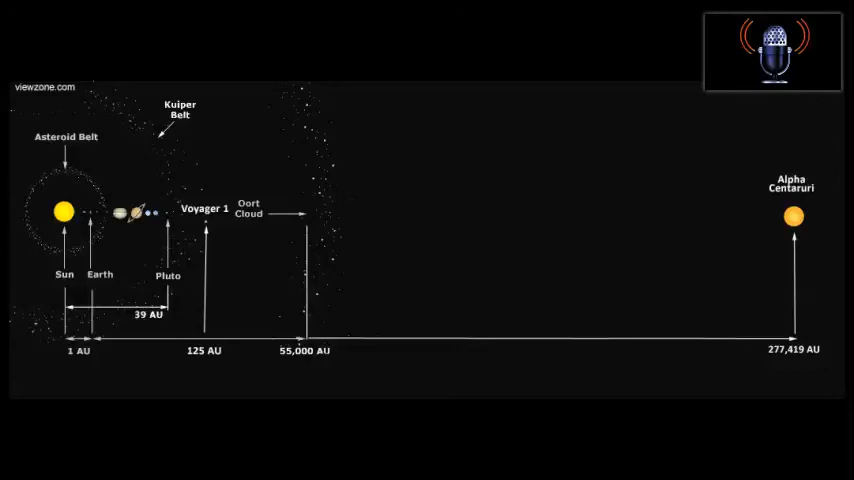 viewzone.com
Kuiper
Belt
Asteroid Belt
Alpha
Centaruri
Voyager 1
Oort
Cloud
Sun
Earth
Pluto
39 AU
1 AU
125 AU
55,000 AU
277,419 AU